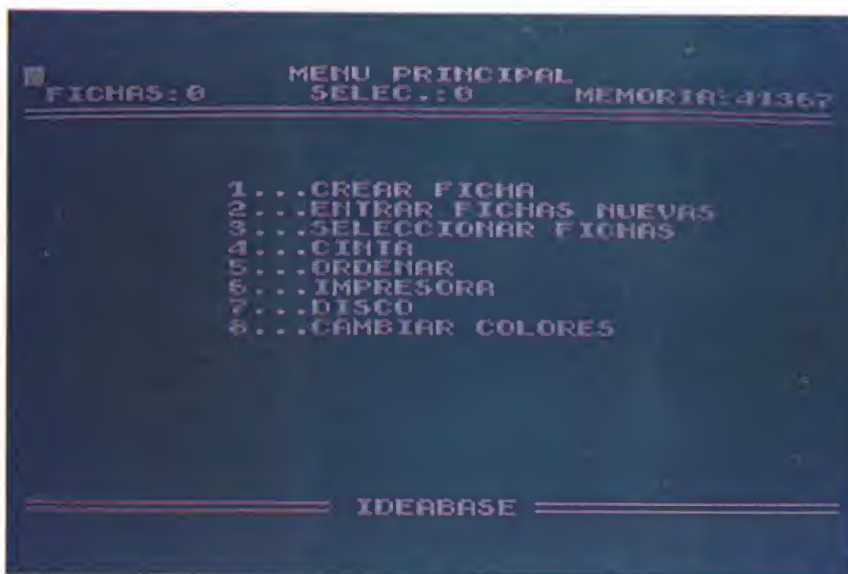 MENU PRINCIPAL
FICHAS:0 SELEC.:0 MEMORIA:41367
1...CREAR FICHA
2...ENTRAR FICHAS NUEVAS
3...SELECCIONAR FICHAS
4...CINTA
5...ORDENAR
6...IMPRESORA
7...DISCO
8...CAMBIAR COLORES
IDEABASE